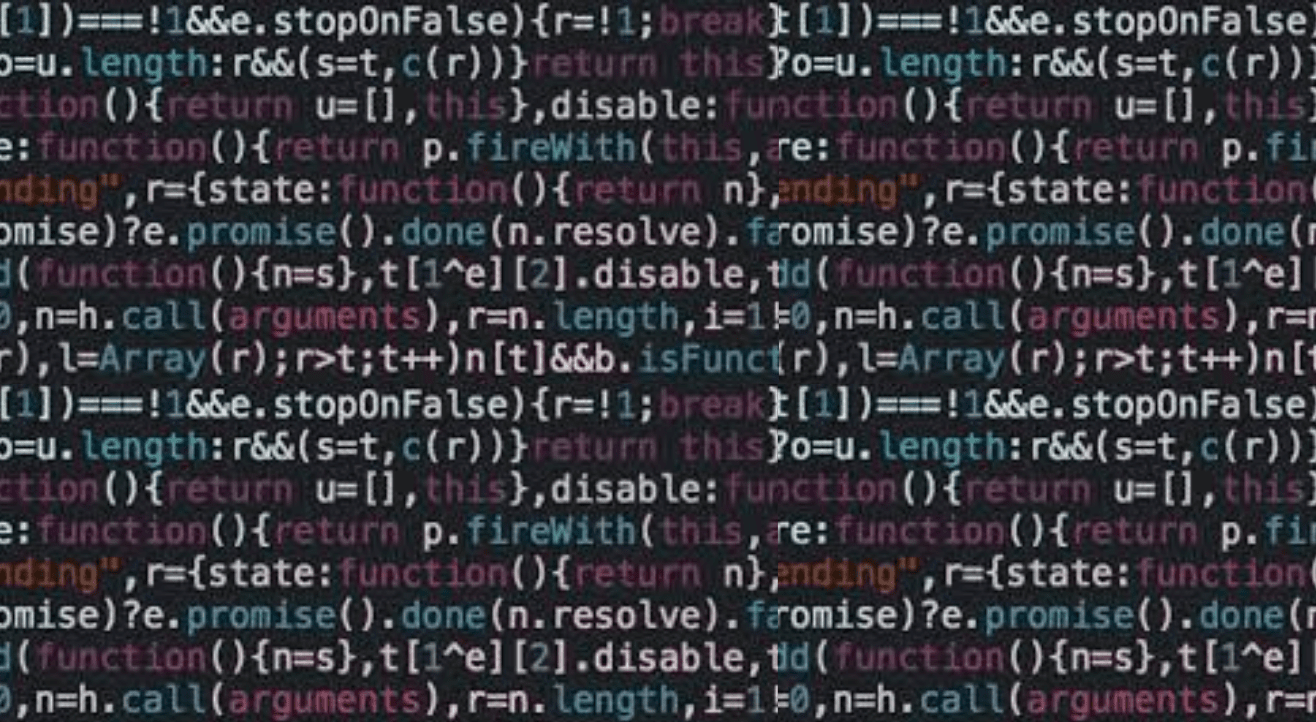 [1])===!1&&e.stopOnFalse){r=!1;break}t[1])===!1&&e.stopOnFalse
o=u.length:r&&(s=t,c(r))}return this}?o=u.length:r&&(s=t,c(r))}
ction(){return u=[],this},disable:function(){return u=[],this
e:function(){return p.fireWith(this,re:function(){return p.fi
nding",r={state:function(){return n},ending",r={state:function(
omise)?e.promise().done(n.resolve).faromise)?e.promise().done(n
d(function(){n=s},t[1^e][2].disable,tdd(function(){n=s},t[1^e][
0,n=h.call(arguments),r=n.length,i=1=0,n=h.call(arguments),r=n
r),l=Array(r);r>t;t++)n[t]&&b.isFunct(r),l=Array(r);r>t;t++)n[t
[1])===!1&&e.stopOnFalse){r=!1;break}t[1])===!1&&e.stopOnFalse
o=u.length:r&&(s=t,c(r))}return this}?o=u.length:r&&(s=t,c(r))}
ction(){return u=[],this},disable:function(){return u=[],this
e:function(){return p.fireWith(this,re:function(){return p.fi
nding",r={state:function(){return n},ending",r={state:function(
omise)?e.promise().done(n.resolve).faromise)?e.promise().done(n
d(function(){n=s},t[1^e][2].disable,tdd(function(){n=s},t[1^e][
0,n=h.call(arguments),r=n.length,i=1=0,n=h.call(arguments),r=n